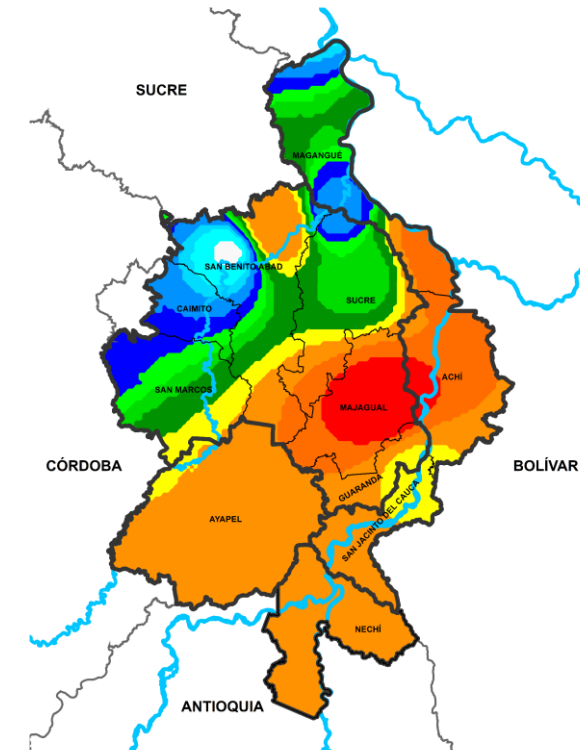 SUCRE
MAGANGUÉ
SAN BENITO ABAD
CAIMITO
SUCRE
ACHÍ
SAN MARCOS
MAJAGUAL
CÓRDOBA
BOLÍVAR
GUARANDA
SAN JACINTO DEL CAUCA
AYAPEL
NECHÍ
ANTIOQUIA